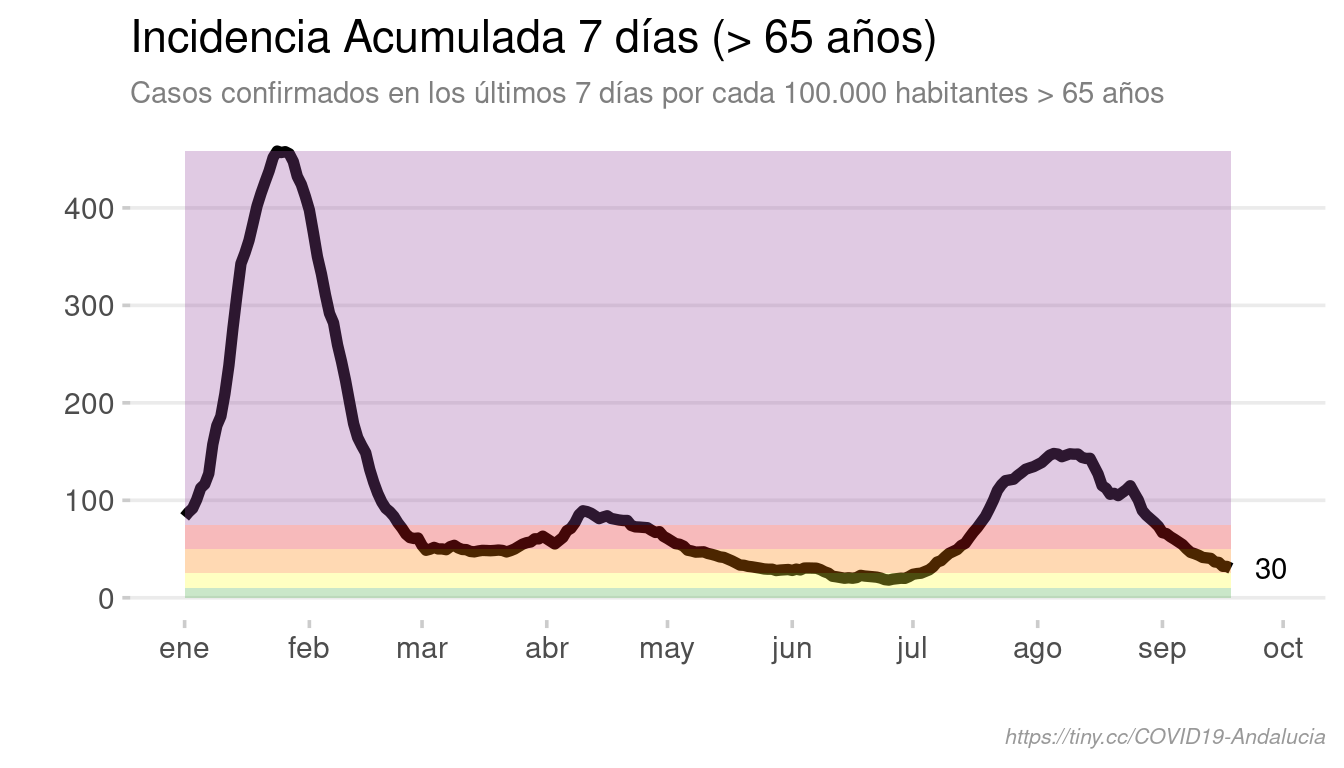 Incidencia Acumulada 7 días (> 65 años)
Casos confirmados en los últimos 7 días por cada 100.000 habitantes > 65 años
400
300
200
100
0
30
ene feb mar abr may jun jul ago sep oct
https://tiny.cc/COVID19-Andalucia